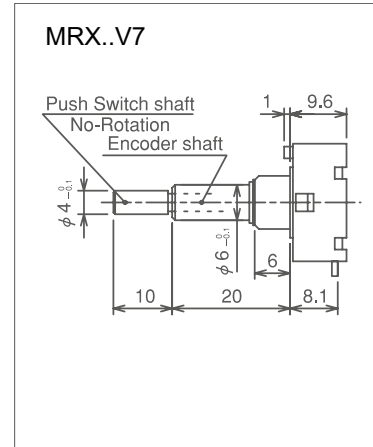 MRX..V7
1
9.6
Push Switch shaft
No-Rotation
Encoder shaft
φ4 0 -0.1
φ6 0 -0.1
6
10
20
8.1